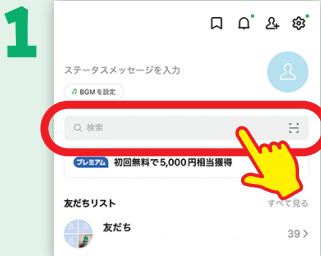 1
ステータスメッセージを入力
BGMを設定
検索
プレミアム 初回無料で5,000円相当獲得
友だちリスト すべて見る
友だち
39